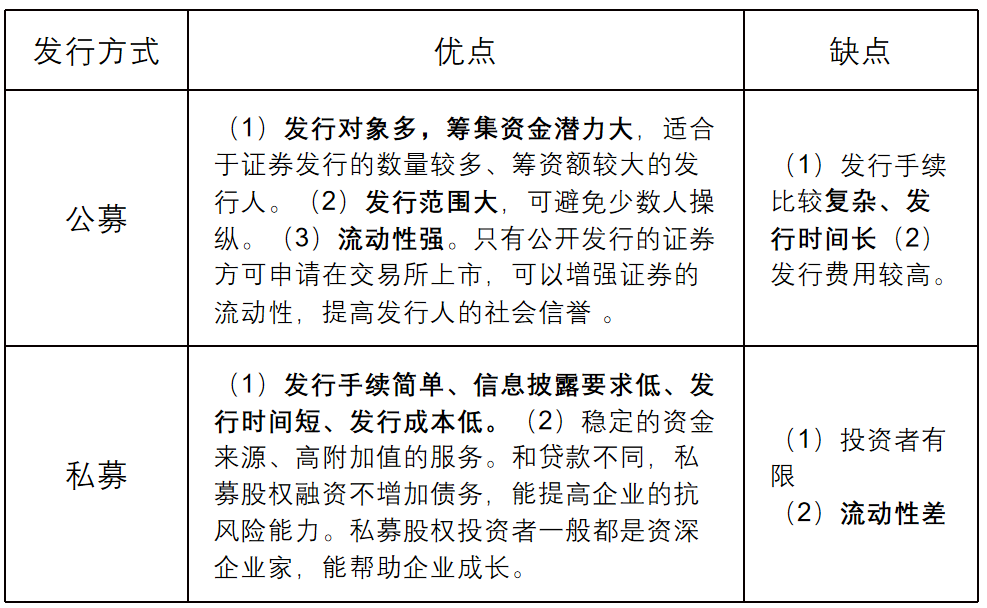 发行方式
优点
缺点
公募
（1）发行对象多，筹集资金潜力大，适合
于证券发行的数量较多、筹资额较大的发
行人。（2）发行范围大，可避免少数人操
纵。（3）流动性强。只有公开发行的证券
方可申请在交易所上市，可以增强证券的
流动性，提高发行人的社会信誉 。
（1）发行手续
比较复杂、发
行时间长（2）
发行费用较高。
私募
（1）发行手续简单、信息披露要求低、发
行时间短、发行成本低。（2）稳定的资金
来源、高附加值的服务。和贷款不同，私
募股权融资不增加债务，能提高企业的抗
风险能力。私募股权投资者一般都是资深
企业家，能帮助企业成长。
（1）投资者有
限
（2）流动性差